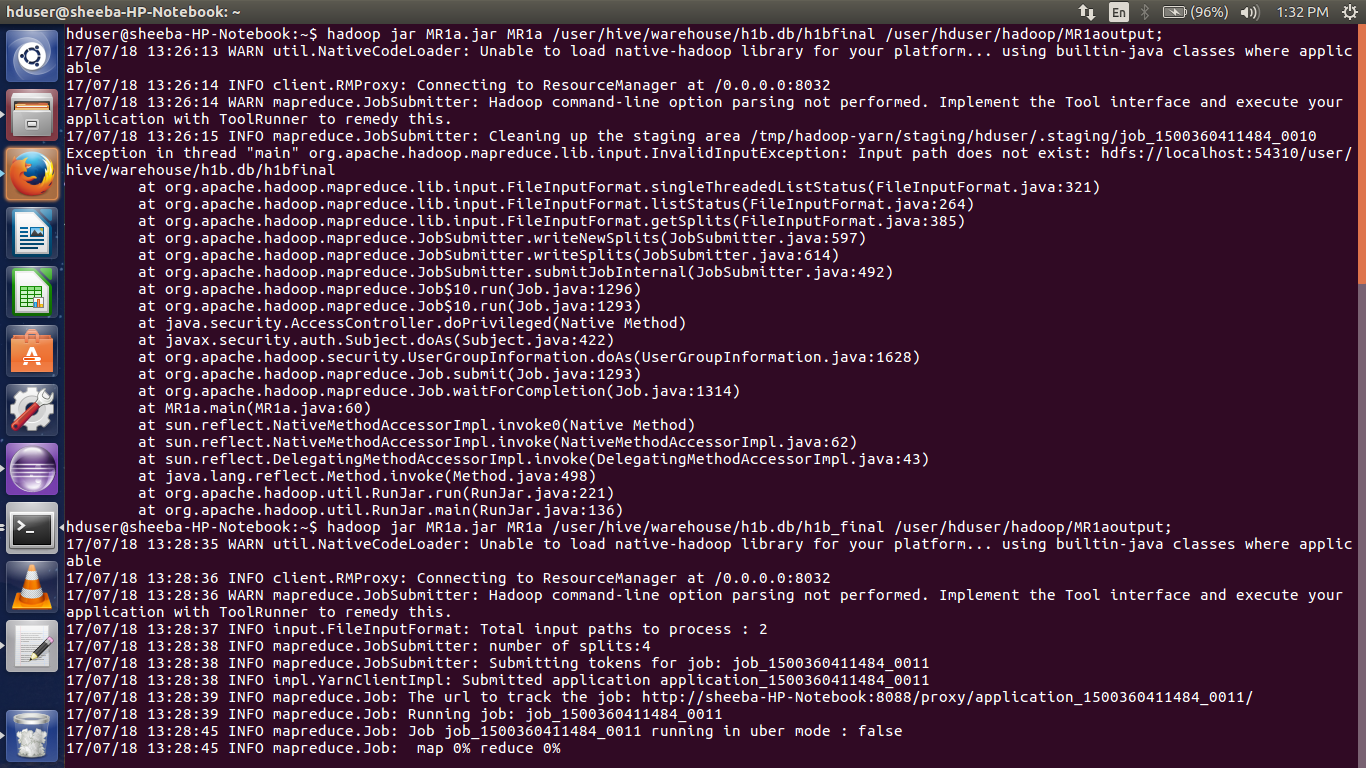 hduser@sheeba-HP-Notebook: ~
En
(96%)
1:32 PM
hduser@sheeba-HP-Notebook:~$ hadoop jar MR1a.jar MR1a /user/hive/warehouse/h1b.db/h1bfinal /user/hduser/hadoop/MR1aoutput;
17/07/18 13:26:13 WARN util.NativeCodeLoader: Unable to load native-hadoop library for your platform... using builtin-java classes where applic
able
17/07/18 13:26:14 INFO client.RMProxy: Connecting to ResourceManager at /0.0.0.0:8032
17/07/18 13:26:14 WARN mapreduce.JobSubmitter: Hadoop command-line option parsing not performed. Implement the Tool interface and execute your
application with ToolRunner to remedy this.
17/07/18 13:26:15 INFO mapreduce.JobSubmitter: Cleaning up the staging area /tmp/hadoop-yarn/staging/hduser/.staging/job_1500360411484_0010
Exception in thread "main" org.apache.hadoop.mapreduce.lib.input.InvalidInputException: Input path does not exist: hdfs://localhost:54310/user/
hive/warehouse/h1b.db/h1bfinal
at org.apache.hadoop.mapreduce.lib.input.FileInputFormat.singleThreadedListStatus(FileInputFormat.java:321)
at org.apache.hadoop.mapreduce.lib.input.FileInputFormat.listStatus(FileInputFormat.java:264)
at org.apache.hadoop.mapreduce.lib.input.FileInputFormat.getSplits(FileInputFormat.java:385)
at org.apache.hadoop.mapreduce.JobSubmitter.writeNewSplits(JobSubmitter.java:597)
at org.apache.hadoop.mapreduce.JobSubmitter.writeSplits(JobSubmitter.java:614)
at org.apache.hadoop.mapreduce.JobSubmitter.submitJobInternal(JobSubmitter.java:492)
at org.apache.hadoop.mapreduce.Job$10.run(Job.java:1296)
at org.apache.hadoop.mapreduce.Job$10.run(Job.java:1293)
at java.security.AccessController.doPrivileged(Native Method)
at javax.security.auth.Subject.doAs(Subject.java:422)
at org.apache.hadoop.security.UserGroupInformation.doAs(UserGroupInformation.java:1628)
at org.apache.hadoop.mapreduce.Job.submit(Job.java:1293)
at org.apache.hadoop.mapreduce.Job.waitForCompletion(Job.java:1314)
at MR1a.main(MR1a.java:60)
at sun.reflect.NativeMethodAccessorImpl.invoke0(Native Method)
at sun.reflect.NativeMethodAccessorImpl.invoke(NativeMethodAccessorImpl.java:62)
at sun.reflect.DelegatingMethodAccessorImpl.invoke(DelegatingMethodAccessorImpl.java:43)
at java.lang.reflect.Method.invoke(Method.java:498)
at org.apache.hadoop.util.RunJar.run(RunJar.java:221)
at org.apache.hadoop.util.RunJar.main(RunJar.java:136)
hduser@sheeba-HP-Notebook:~$ hadoop jar MR1a.jar MR1a /user/hive/warehouse/h1b.db/h1b_final /user/hduser/hadoop/MR1aoutput;
17/07/18 13:28:35 WARN util.NativeCodeLoader: Unable to load native-hadoop library for your platform... using builtin-java classes where applic
able
17/07/18 13:28:36 INFO client.RMProxy: Connecting to ResourceManager at /0.0.0.0:8032
17/07/18 13:28:36 WARN mapreduce.JobSubmitter: Hadoop command-line option parsing not performed. Implement the Tool interface and execute your
application with ToolRunner to remedy this.
17/07/18 13:28:37 INFO input.FileInputFormat: Total input paths to process : 2
17/07/18 13:28:38 INFO mapreduce.JobSubmitter: number of splits:4
17/07/18 13:28:38 INFO mapreduce.JobSubmitter: Submitting tokens for job: job_1500360411484_0011
17/07/18 13:28:38 INFO impl.YarnClientImpl: Submitted application application_1500360411484_0011
17/07/18 13:28:39 INFO mapreduce.Job: The url to track the job: http://sheeba-HP-Notebook:8088/proxy/application_1500360411484_0011/
17/07/18 13:28:39 INFO mapreduce.Job: Running job: job_1500360411484_0011
17/07/18 13:28:45 INFO mapreduce.Job: Job job_1500360411484_0011 running in uber mode : false
17/07/18 13:28:45 INFO mapreduce.Job:  map 0% reduce 0%